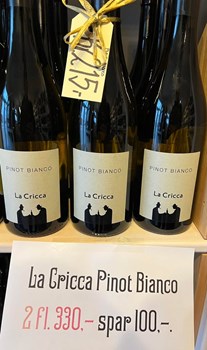 215,-
PINOT BIANCO
La Cricca
PINOT BIANCO
La Cricca
PINOT BIANCO
La Cricca
La Cricca Pinot Bianco
2 fl. 330,- spar 100,-.